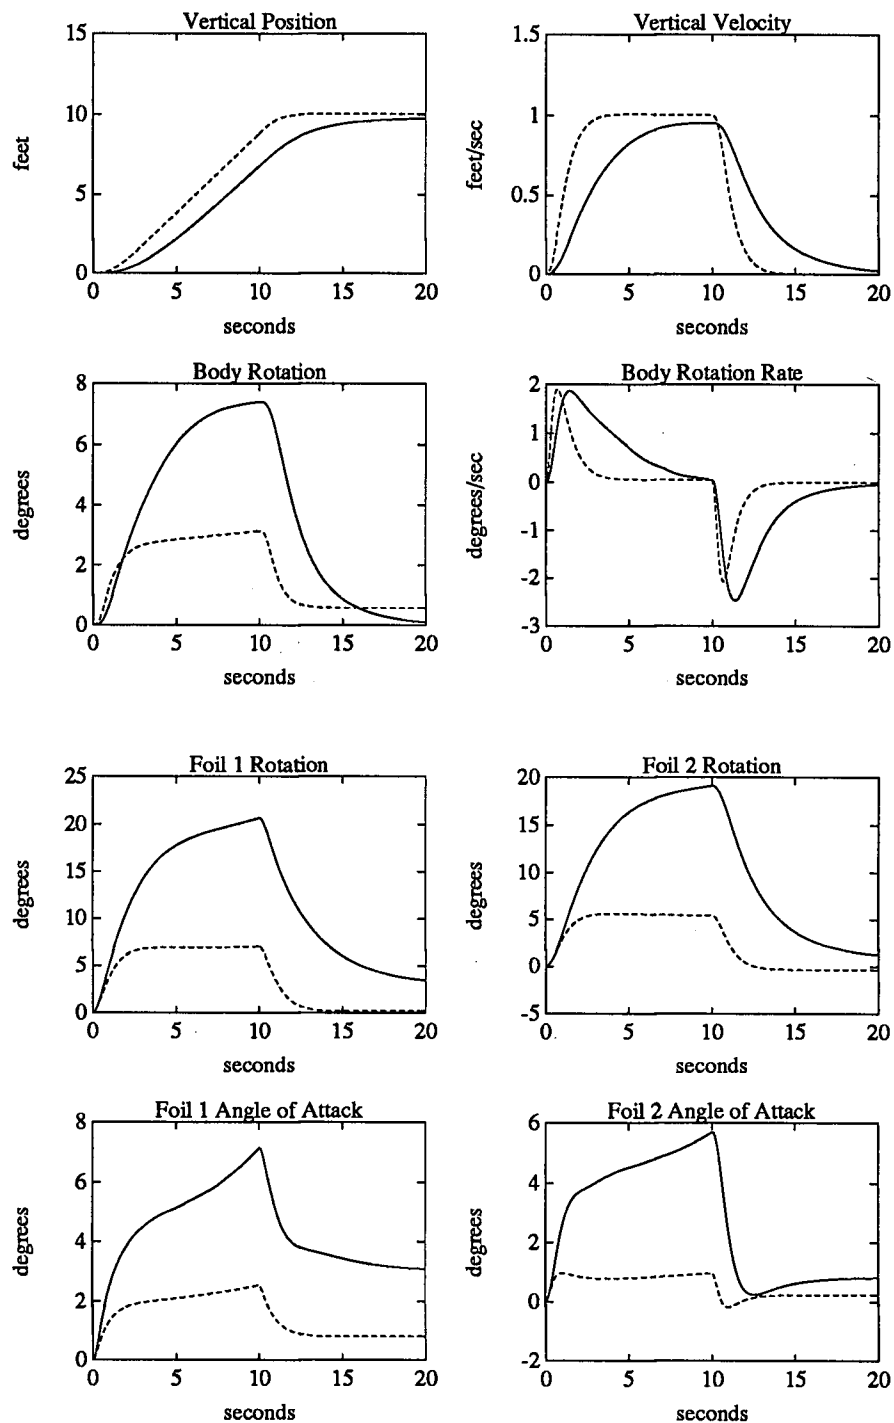 Vertical Position
15
10
5
0
feet
0 5 10 15 20
seconds
Vertical Velocity
1.5
1
0.5
0
feet/sec
0 5 10 15 20
seconds
Body Rotation
8
6
4
2
0
degrees
0 5 10 15 20
seconds
Body Rotation Rate
2
1
0
-1
-2
-3
degrees/sec
0 5 10 15 20
seconds
Foil 1 Rotation
25
20
15
10
5
0
degrees
0 5 10 15 20
seconds
Foil 2 Rotation
20
15
10
5
0
-5
degrees
0 5 10 15 20
seconds
Foil 1 Angle of Attack
8
6
4
2
0
degrees
0 5 10 15 20
seconds
Foil 2 Angle of Attack
6
4
2
0
-2
degrees
0 5 10 15 20
seconds